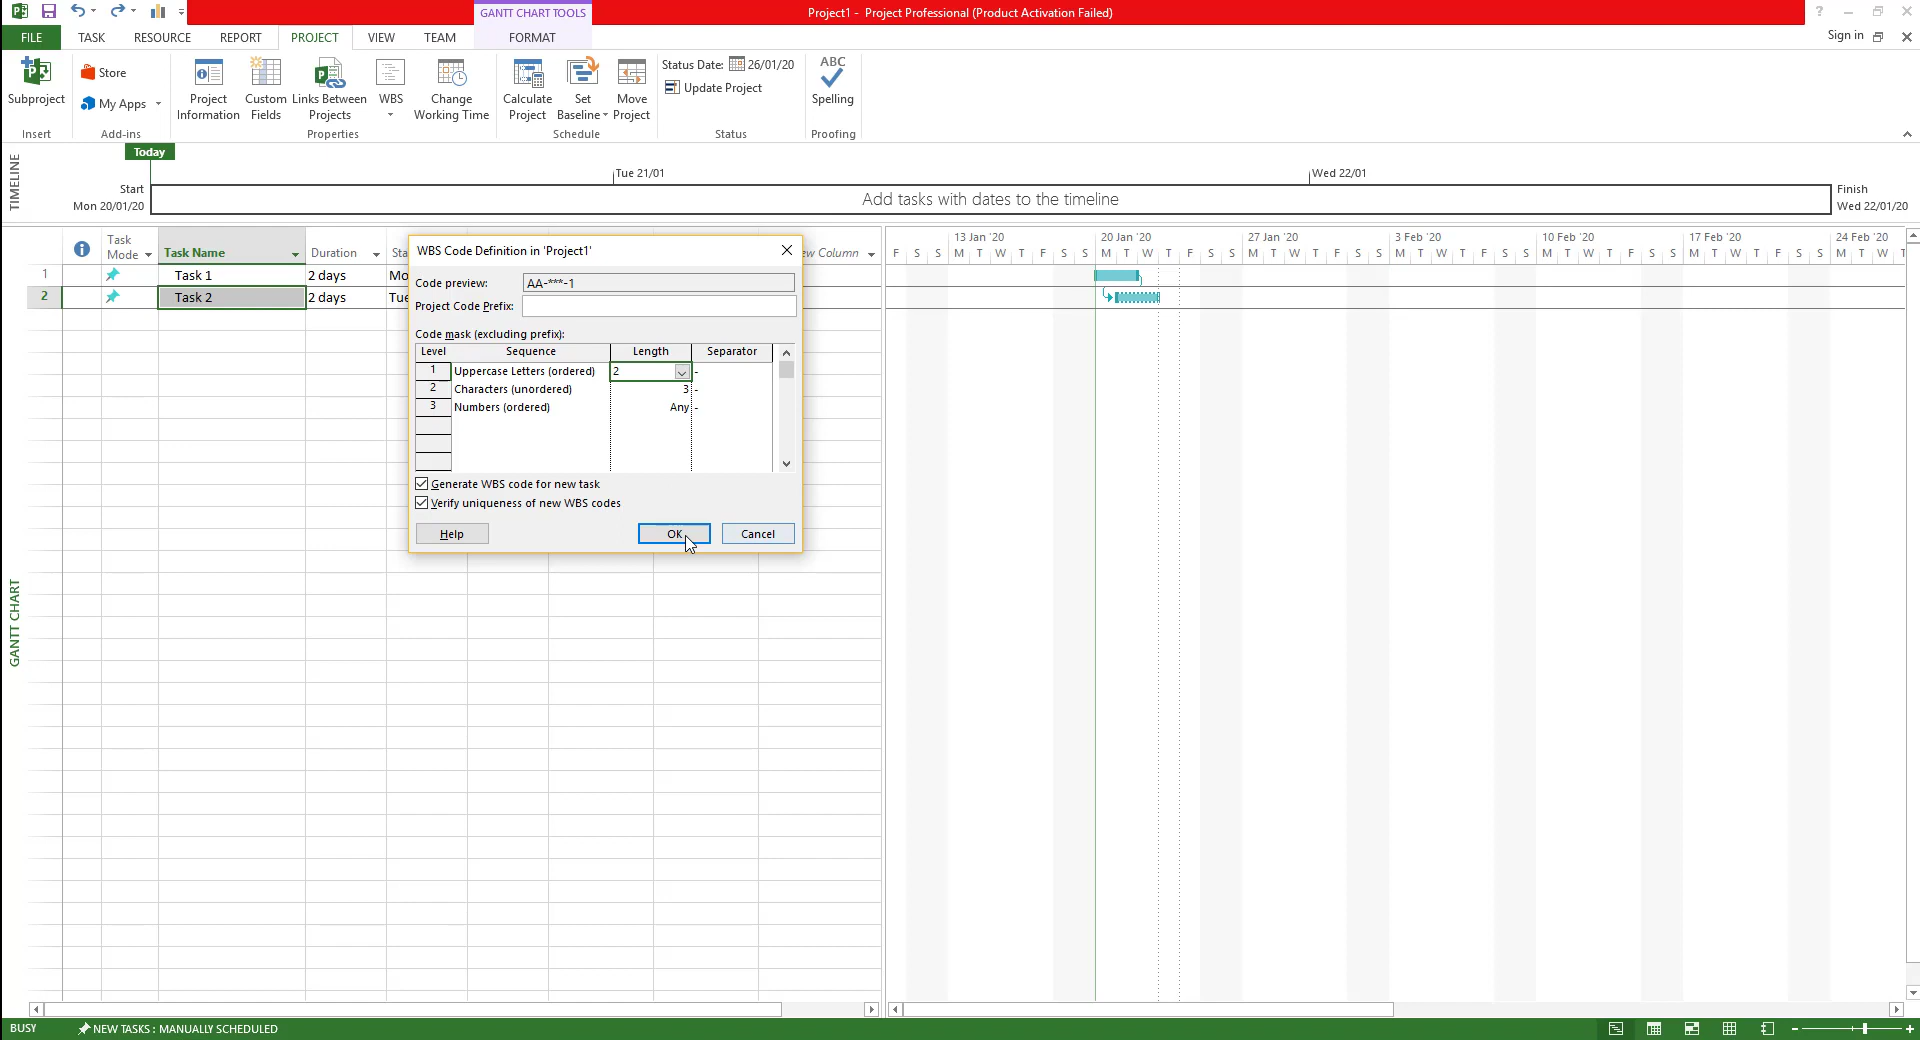 GANTT CHART TOOLS
Project1 -  Project Professional (Product Activation Failed)
FILE TASK RESOURCE REPORT PROJECT VIEW TEAM FORMAT
Sign in
Subproject
Store
My Apps
Project Information
Custom Fields
Links Between Projects
WBS
Change Working Time
Calculate Project
Set Baseline
Move Project
Status Date: 26/01/20
Update Project
ABC
Spelling
Insert Add-ins Properties Schedule Status Proofing
TIMELINE
Today
Tue 21/01 Wed 22/01
Start
Mon 20/01/20
Add tasks with dates to the timeline
Finish
Wed 22/01/20
GANTT CHART
Task Mode Task Name Duration Sta ew Column
1 Task 1 2 days Mo
2 Task 2 2 days Tue
WBS Code Definition in 'Project1'
Code preview: AA-***-1
Project Code Prefix:
Code mask (excluding prefix):
Level Sequence Length Separator
1 Uppercase Letters (ordered) 2 -
2 Characters (unordered) 3 -
3 Numbers (ordered) Any -
Generate WBS code for new task
Verify uniqueness of new WBS codes
Help OK Cancel
13 Jan '20 20 Jan '20 27 Jan '20 3 Feb '20 10 Feb '20 17 Feb '20 24 Feb '20
F S S M T W T F S S M T W T F S S M T W T F S S M T W T F S S M T W T F S S M T W T F S S M T W T
BUSY NEW TASKS : MANUALLY SCHEDULED